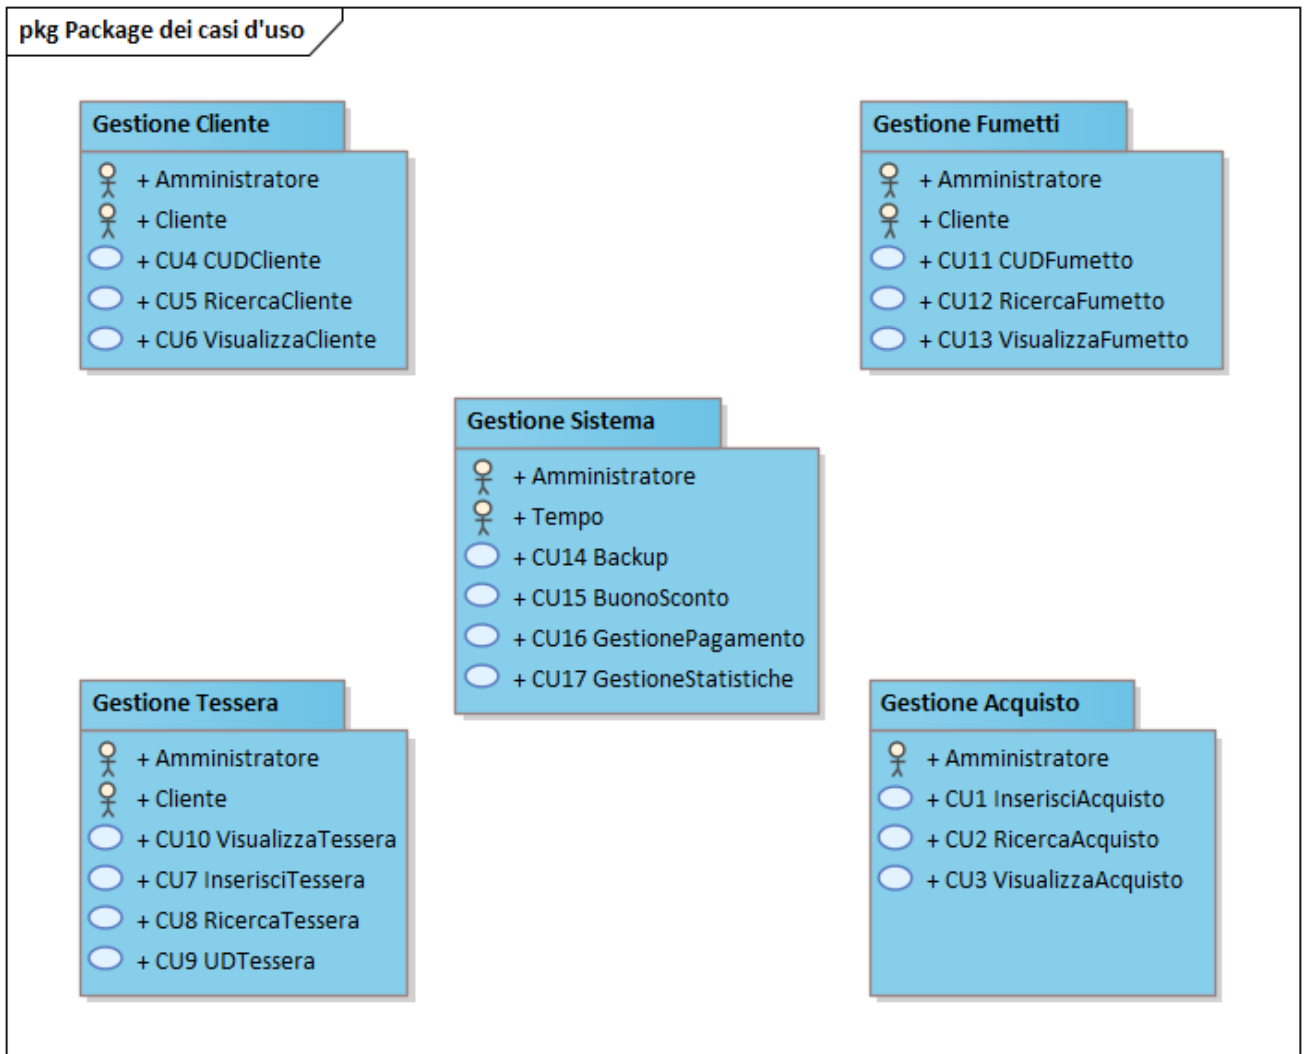 pkg Package dei casi d'uso
Gestione Cliente
+ Amministratore
+ Cliente
+ CU4 CUDCliente
+ CU5 RicercaCliente
+ CU6 VisualizzaCliente
Gestione Fumetti
+ Amministratore
+ Cliente
+ CU11 CUDFumetto
+ CU12 RicercaFumetto
+ CU13 VisualizzaFumetto
Gestione Sistema
+ Amministratore
+ Tempo
+ CU14 Backup
+ CU15 BuonoSconto
+ CU16 GestionePagamento
+ CU17 GestioneStatistiche
Gestione Tessera
+ Amministratore
+ Cliente
+ CU10 VisualizzaTessera
+ CU7 InserisciTessera
+ CU8 RicercaTessera
+ CU9 UDTessera
Gestione Acquisto
+ Amministratore
+ CU1 InserisciAcquisto
+ CU2 RicercaAcquisto
+ CU3 VisualizzaAcquisto